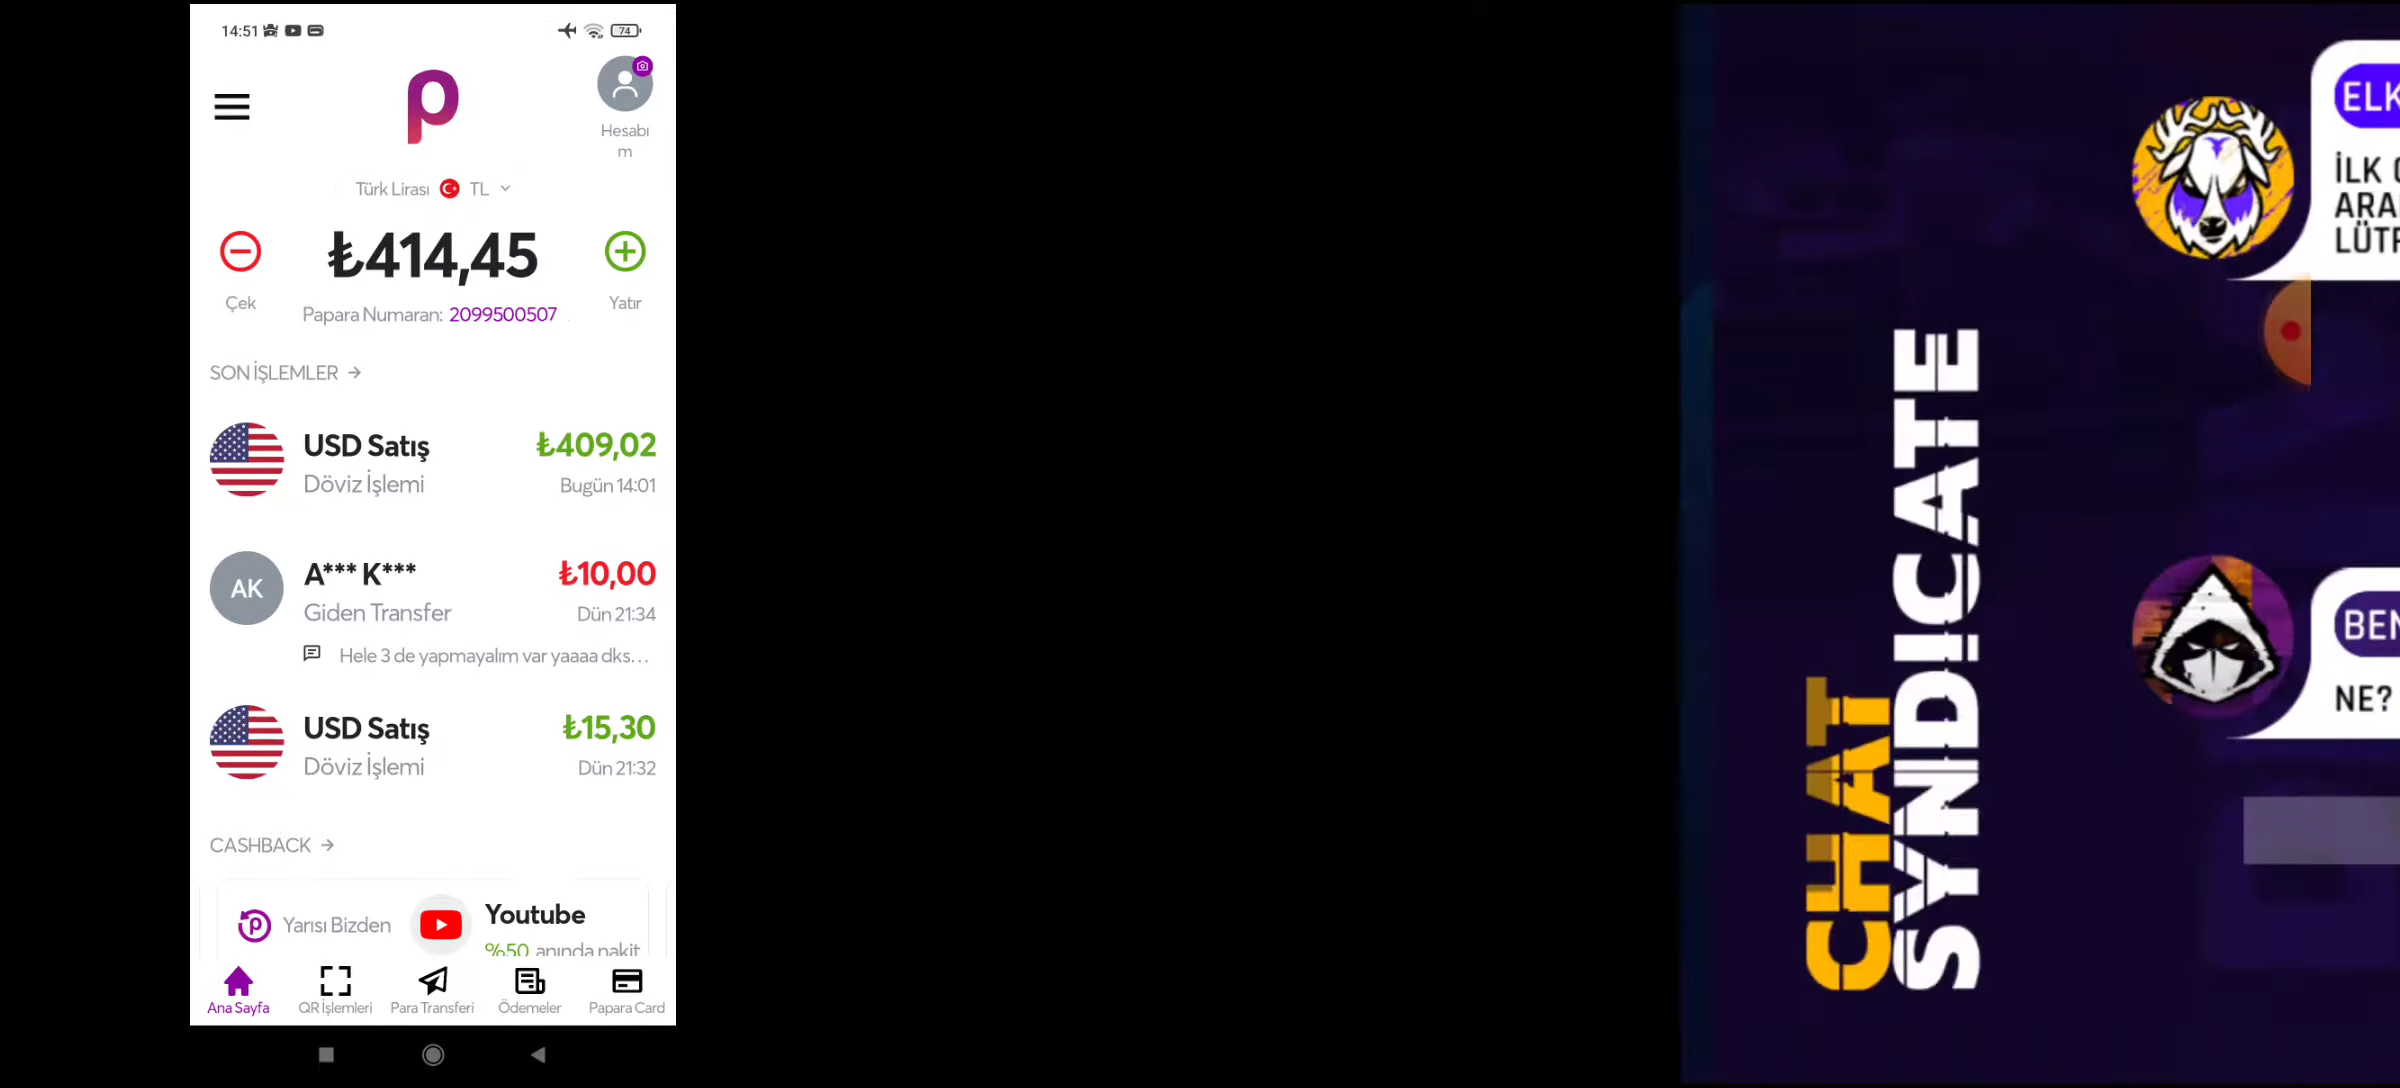 14:51
74
Hesabı
m
Türk Lirası TL
₺414,45
Çek
Yatır
Papara Numaran: 2099500507
SON İŞLEMLER →
USD Satış ₺409,02
Döviz İşlemi Bugün 14:01
AK
A*** K*** ₺10,00
Giden Transfer Dün 21:34
Hele 3 de yapmayalım var yaaaa dks...
USD Satış ₺15,30
Döviz İşlemi Dün 21:32
CASHBACK →
Yarısı Bizden
Youtube
%50 anında nakit
Ana Sayfa
QR İşlemleri
Para Transferi
Ödemeler
Papara Card
CHAT
SYNDICATE
ELK
İLK
ARA
LÜTF
BEN
NE?